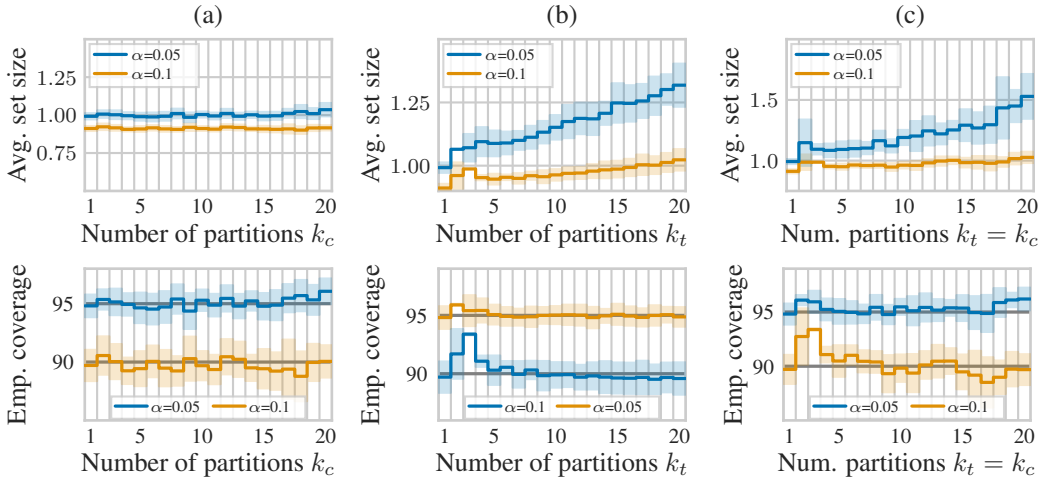 (a)
(b)
(c)
Avg. set size
1.25
1.00
0.75
α=0.05
α=0.1
1 5 10 15 20
Number of partitions k_c
Avg. set size
1.25
1.00
α=0.05
α=0.1
1 5 10 15 20
Number of partitions k_t
Avg. set size
1.5
1.0
α=0.05
α=0.1
1 5 10 15 20
Num. partitions k_t = k_c
Emp. coverage
95
90
α=0.05 α=0.1
1 5 10 15 20
Number of partitions k_c
Emp. coverage
95
90
α=0.1 α=0.05
1 5 10 15 20
Number of partitions k_t
Emp. coverage
95
90
α=0.05 α=0.1
1 5 10 15 20
Num. partitions k_t = k_c